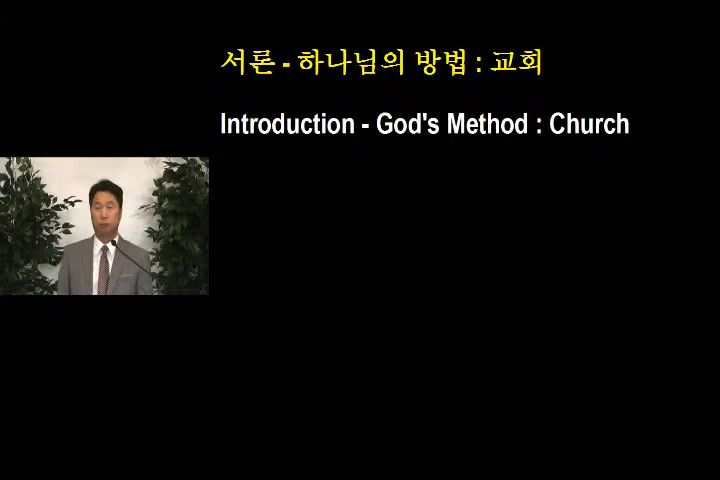 서론 - 하나님의 방법 : 교회
Introduction - God's Method : Church